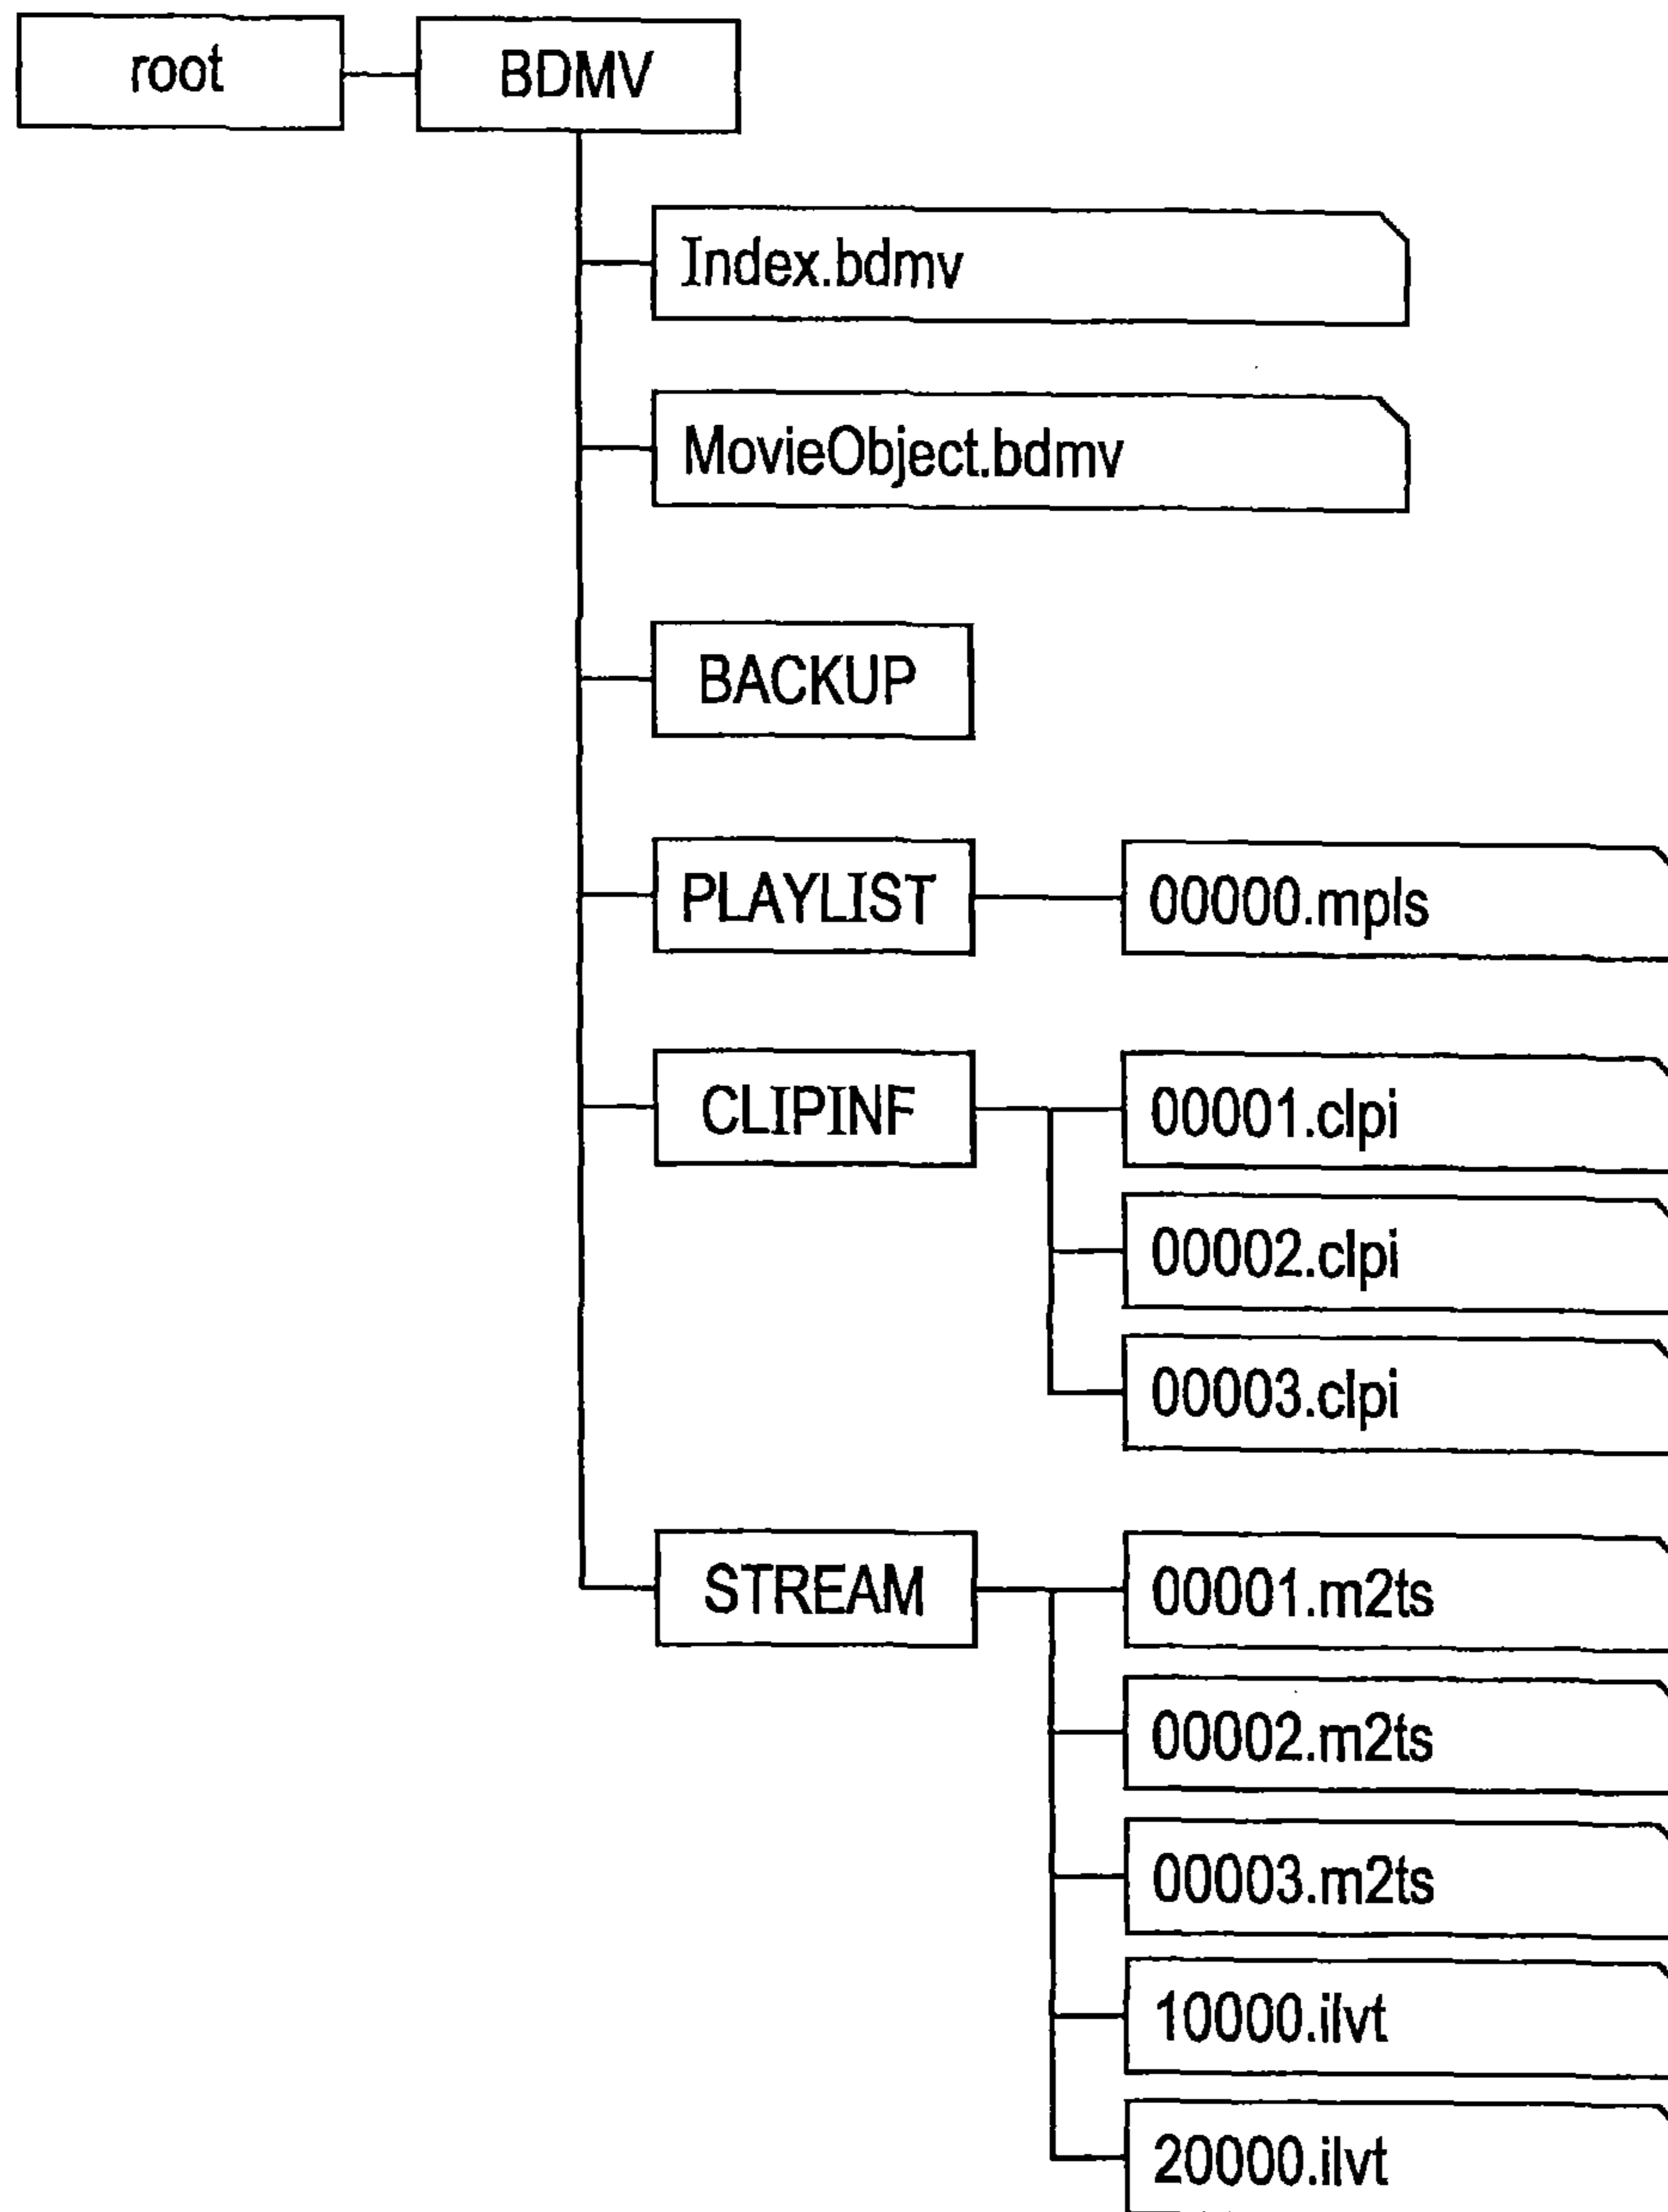 root
BDMV
Index.bdmv
MovieObject.bdmv
BACKUP
PLAYLIST
00000.mpls
CLIPINF
00001.clpi
00002.clpi
00003.clpi
STREAM
00001.m2ts
00002.m2ts
00003.m2ts
10000.ilvt
20000.ilvt